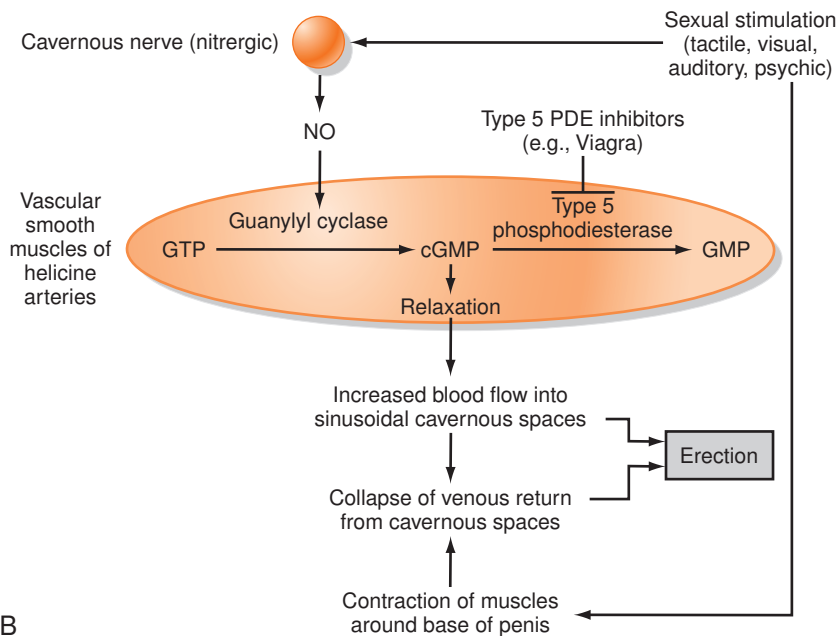 Sexual stimulation
(tactile, visual,
auditory, psychic)
Cavernous nerve (nitrergic)
NO
Type 5 PDE inhibitors
(e.g., Viagra)
Vascular
smooth
muscles of
helicine
arteries
Guanylyl cyclase
Type 5
phosphodiesterase
GTP
cGMP
GMP
Relaxation
Increased blood flow into
sinusoidal cavernous spaces
Erection
Collapse of venous return
from cavernous spaces
Contraction of muscles
around base of penis
B